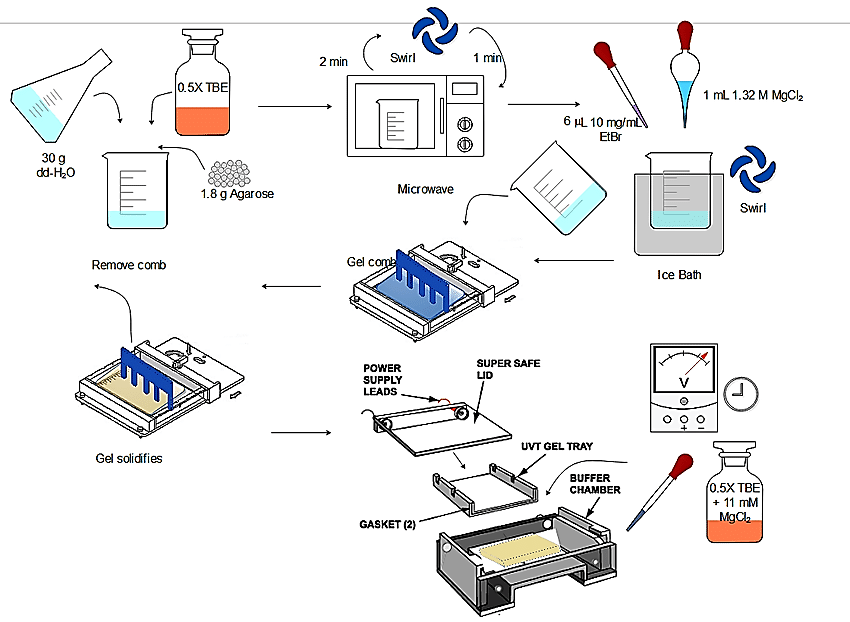 2 min
Swirl
1 min
0.5X TBE
30 g
dd-H₂O
1.8 g Agarose
Microwave
6 µL 10 mg/mL
EtBr
1 mL 1.32 M MgCl₂
Swirl
Ice Bath
Gel comb
Remove comb
Gel solidifies
POWER
SUPPLY
LEADS
SUPER SAFE
LID
UVT GEL TRAY
GASKET (2)
BUFFER
CHAMBER
V
+ −
0.5X TBE
+ 11 mM
MgCl₂